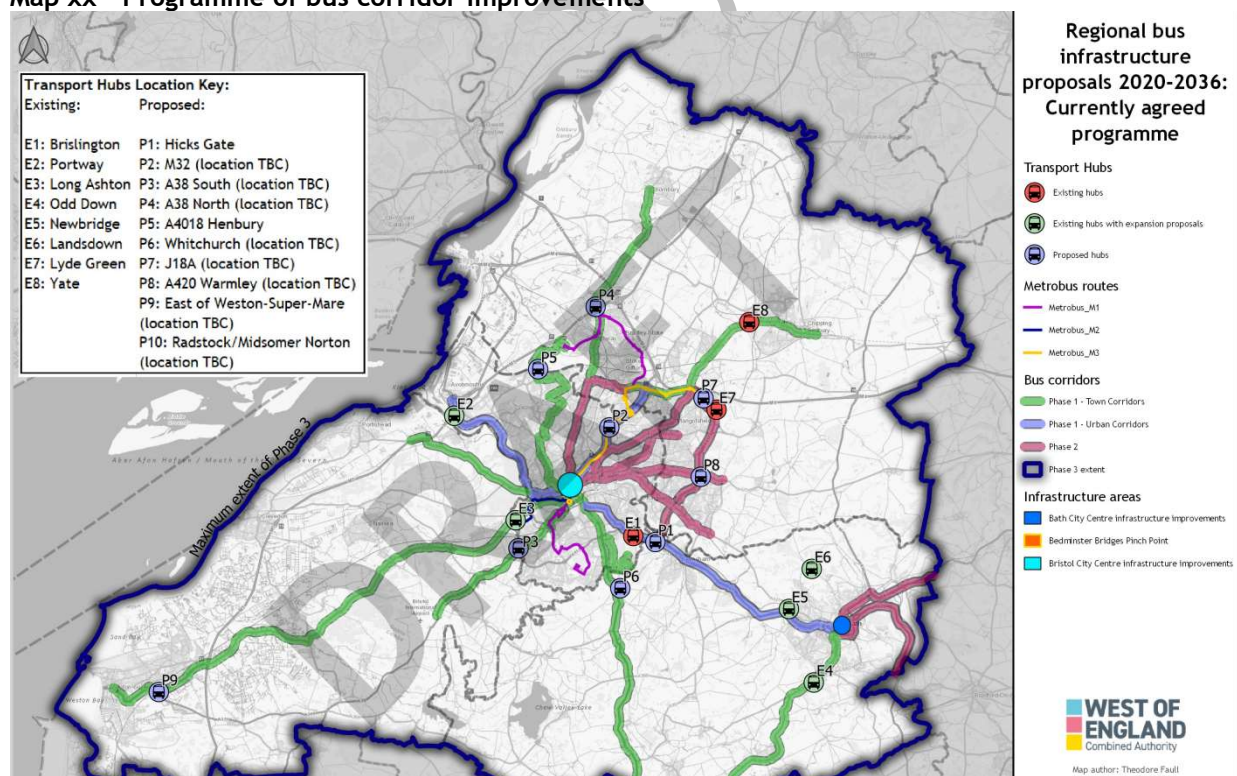 Map xx - Programme of bus corridor improvements
Transport Hubs Location Key:
Existing: Proposed:
E1: Brislington P1: Hicks Gate
E2: Portway P2: M32 (location TBC)
E3: Long Ashton P3: A38 South (location TBC)
E4: Odd Down P4: A38 North (location TBC)
E5: Newbridge P5: A4018 Henbury
E6: Landsdown P6: Whitchurch (location TBC)
E7: Lyde Green P7: J18A (location TBC)
E8: Yate P8: A420 Warmley (location TBC)
P9: East of Weston-Super-Mare
(location TBC)
P10: Radstock/Midsomer Norton
(location TBC)
P4
E8
P5
P7
E7
E2
P2
P8
Maximum extent of Phase 3
E3
P3
E1
P1
P6
E6
E5
E4
P9
Sand Bay
Weston Bay
Chew Valley Lake
DRAFT
Regional bus
infrastructure
proposals 2020-2036:
Currently agreed
programme
Transport Hubs
Existing hubs
Existing hubs with expansion proposals
Proposed hubs
Metrobus routes
Metrobus_M1
Metrobus_M2
Metrobus_M3
Bus corridors
Phase 1 - Town Corridors
Phase 1 - Urban Corridors
Phase 2
Phase 3 extent
Infrastructure areas
Bath City Centre infrastructure improvements
Bedminster Bridges Pinch Point
Bristol City Centre infrastructure improvements
WEST OF
ENGLAND
Combined Authority
Map author: Theodore Faull